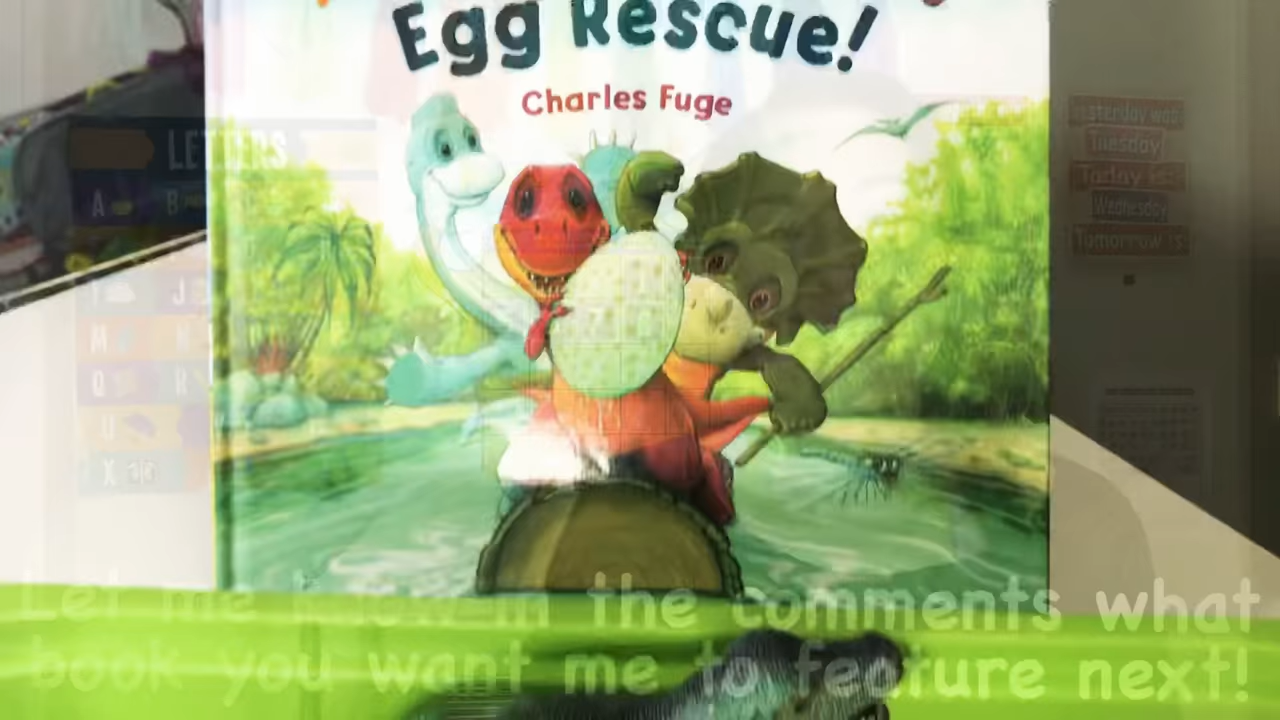 Egg Rescue!
Charles Fuge
LETTERS
A B
J
M N
Q R
U
X
Yesterday was
Tuesday
Today is
Wednesday
Tomorrow is
Let me know in the comments what
book you want me to feature next!